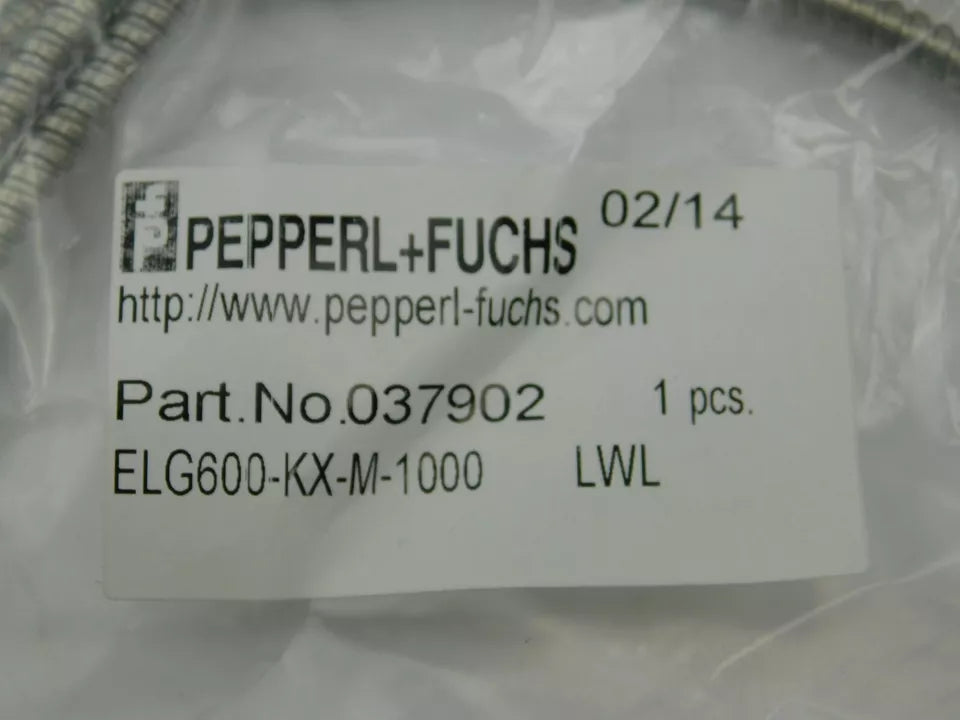 PEPPERL+FUCHS 02/14
http://www.pepperl-fuchs.com
Part.No.037902 1 pcs.
ELG600-KX-M-1000 LWL